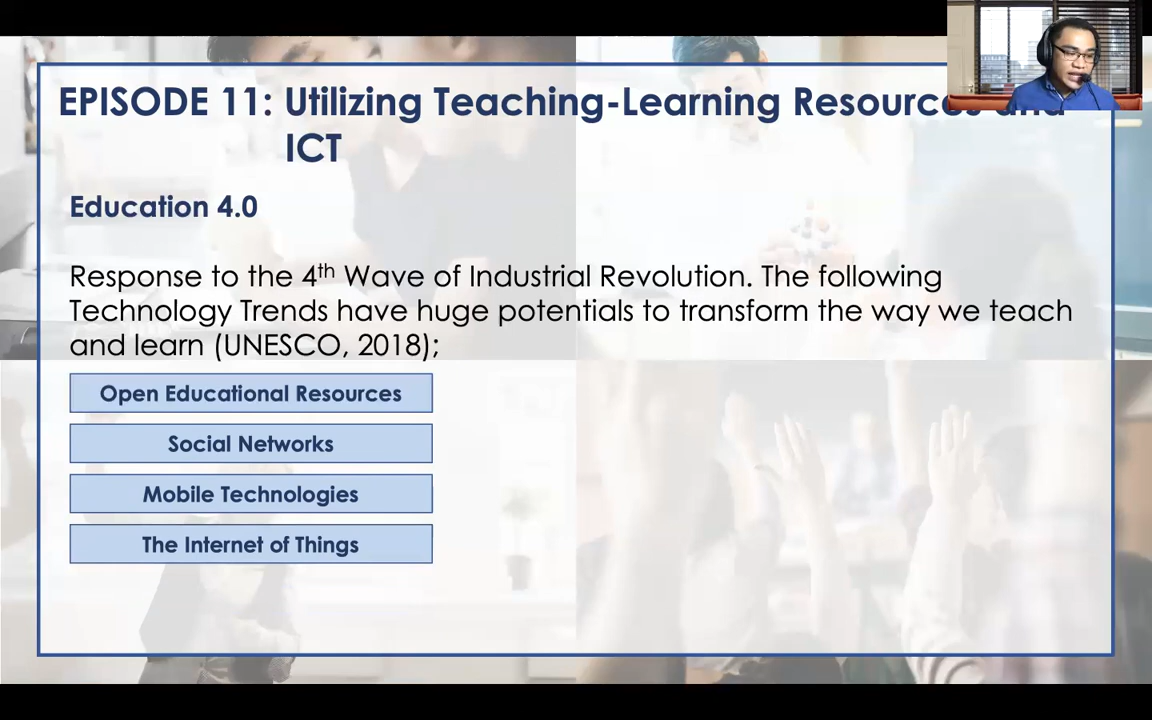 EPISODE 11: Utilizing Teaching-Learning Resources and
ICT
Education 4.0
Response to the 4th Wave of Industrial Revolution. The following
Technology Trends have huge potentials to transform the way we teach
and learn (UNESCO, 2018);
Open Educational Resources
Social Networks
Mobile Technologies
The Internet of Things